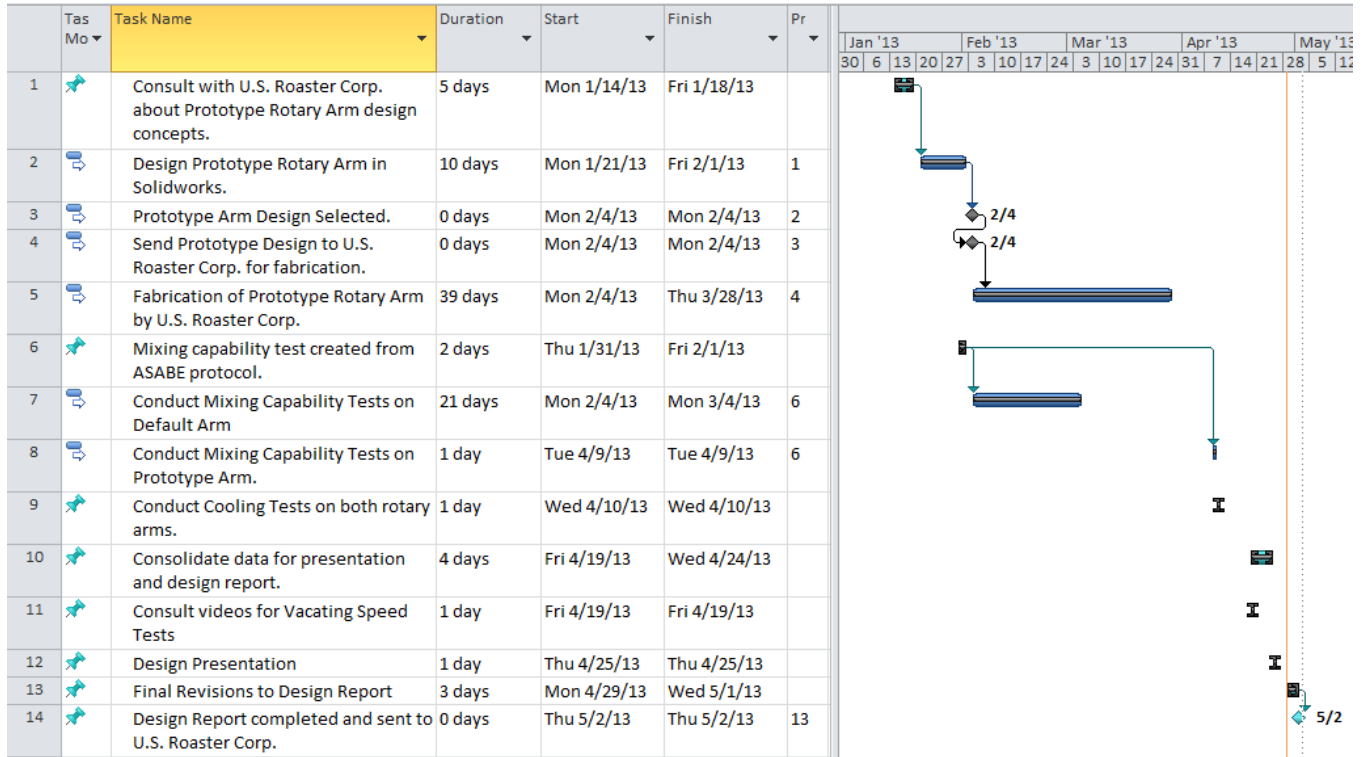 Tas Task Name Duration Start Finish Pr
Mo
Jan '13 Feb '13 Mar '13 Apr '13 May '13
30 6 13 20 27 3 10 17 24 3 10 17 24 31 7 14 21 28 5 12
1 Consult with U.S. Roaster Corp. 5 days Mon 1/14/13 Fri 1/18/13
about Prototype Rotary Arm design
concepts.
2 Design Prototype Rotary Arm in 10 days Mon 1/21/13 Fri 2/1/13 1
Solidworks.
3 Prototype Arm Design Selected. 0 days Mon 2/4/13 Mon 2/4/13 2 2/4
4 Send Prototype Design to U.S. 0 days Mon 2/4/13 Mon 2/4/13 3 2/4
Roaster Corp. for fabrication.
5 Fabrication of Prototype Rotary Arm 39 days Mon 2/4/13 Thu 3/28/13 4
by U.S. Roaster Corp.
6 Mixing capability test created from 2 days Thu 1/31/13 Fri 2/1/13
ASABE protocol.
7 Conduct Mixing Capability Tests on 21 days Mon 2/4/13 Mon 3/4/13 6
Default Arm
8 Conduct Mixing Capability Tests on 1 day Tue 4/9/13 Tue 4/9/13 6
Prototype Arm.
9 Conduct Cooling Tests on both rotary 1 day Wed 4/10/13 Wed 4/10/13
arms.
10 Consolidate data for presentation 4 days Fri 4/19/13 Wed 4/24/13
and design report.
11 Consult videos for Vacating Speed 1 day Fri 4/19/13 Fri 4/19/13
Tests
12 Design Presentation 1 day Thu 4/25/13 Thu 4/25/13
13 Final Revisions to Design Report 3 days Mon 4/29/13 Wed 5/1/13
14 Design Report completed and sent to 0 days Thu 5/2/13 Thu 5/2/13 13 5/2
U.S. Roaster Corp.